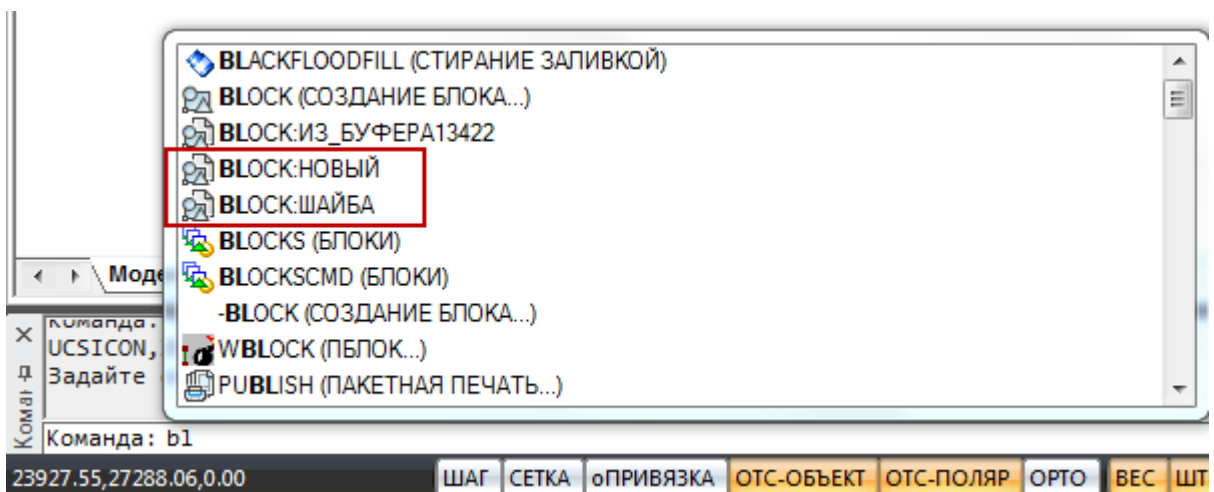 BLACKFLOODFILL (СТИРАНИЕ ЗАЛИВКОЙ)
BLOCK (СОЗДАНИЕ БЛОКА...)
BLOCK:ИЗ_БУФЕРА13422
BLOCK:НОВЫЙ
BLOCK:ШАЙБА
BLOCKS (БЛОКИ)
BLOCKSCMD (БЛОКИ)
-BLOCK (СОЗДАНИЕ БЛОКА...)
WBLOCK (ПБЛОК...)
PUBLISH (ПАКЕТНАЯ ПЕЧАТЬ...)
Моде
Команда:
UCSICON,
Задайте
Коман
Команда: bl
23927.55,27288.06,0.00 ШАГ СЕТКА оПРИВЯЗКА ОТС-ОБЪЕКТ ОТС-ПОЛЯР ОРТО ВЕС ШТ